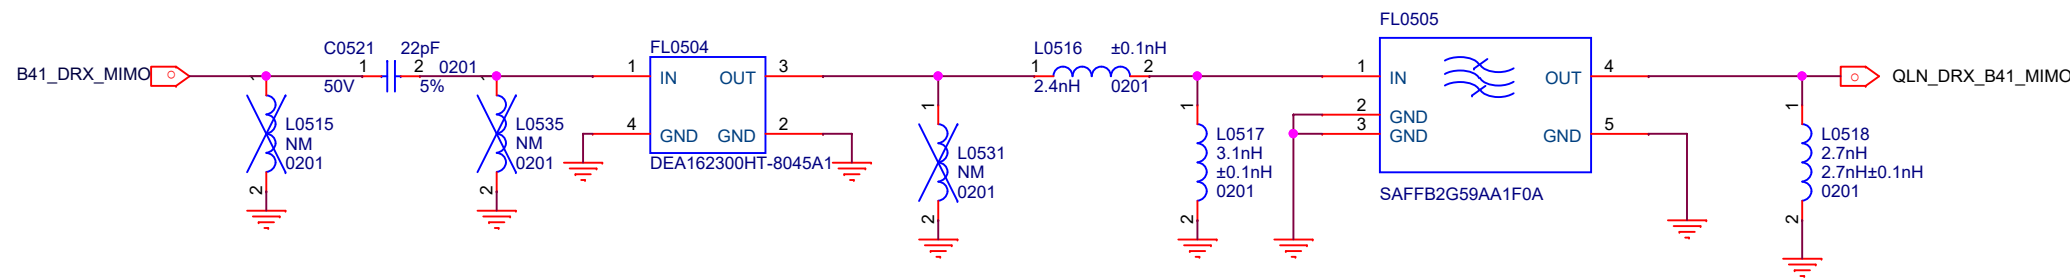 B41_DRX_MIMO
C0521
22pF
1
2
0201
50V
5%
L0515
NM
0201
2
L0535
NM
0201
2
FL0504
1
IN
OUT
3
4
GND
GND
2
DEA162300HT-8045A1
1
L0531
NM
0201
2
L0516
±0.1nH
1
2
2.4nH
0201
1
L0517
3.1nH
±0.1nH
0201
2
FL0505
1
IN
OUT
4
2
GND
3
GND
GND
5
SAFFB2G59AA1F0A
QLN_DRX_B41_MIMO
1
L0518
2.7nH
2.7nH±0.1nH
0201
2